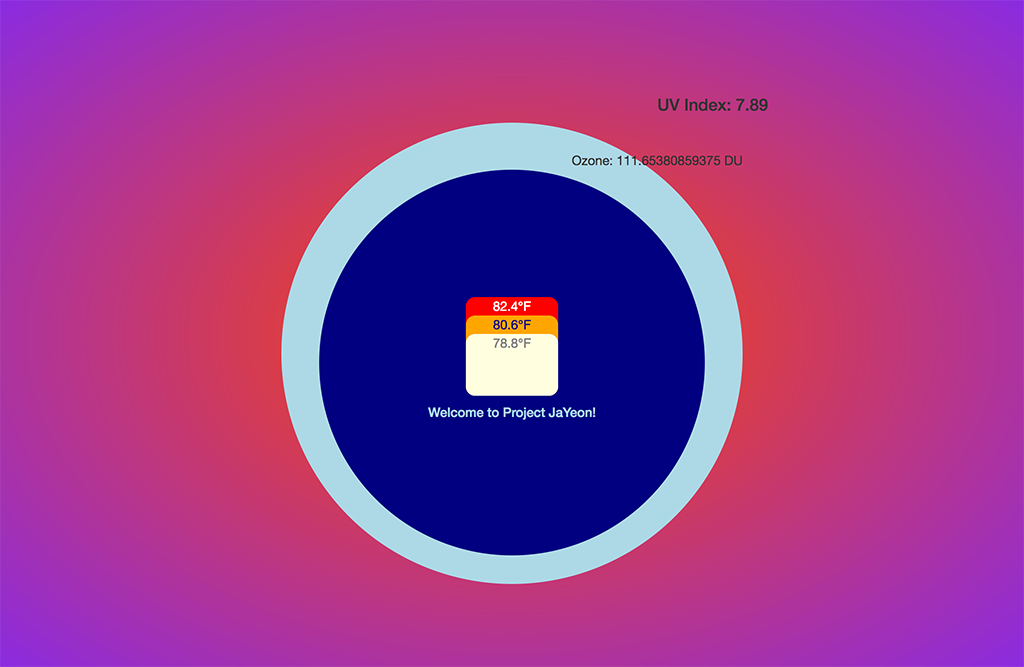 UV Index: 7.89
Ozone: 111.65380859375 DU
82.4°F
80.6°F
78.8°F
Welcome to Project JaYeon!